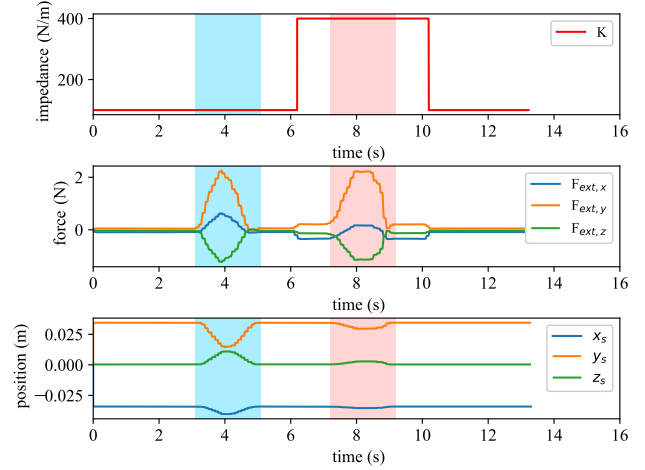 impedance (N/m)
400
200
K
0 2 4 6 8 10 12 14 16
time (s)
force (N)
2
0
F_ext,x
F_ext,y
F_ext,z
0 2 4 6 8 10 12 14 16
time (s)
position (m)
0.025
0.000
−0.025
x_s
y_s
z_s
0 2 4 6 8 10 12 14 16
time (s)